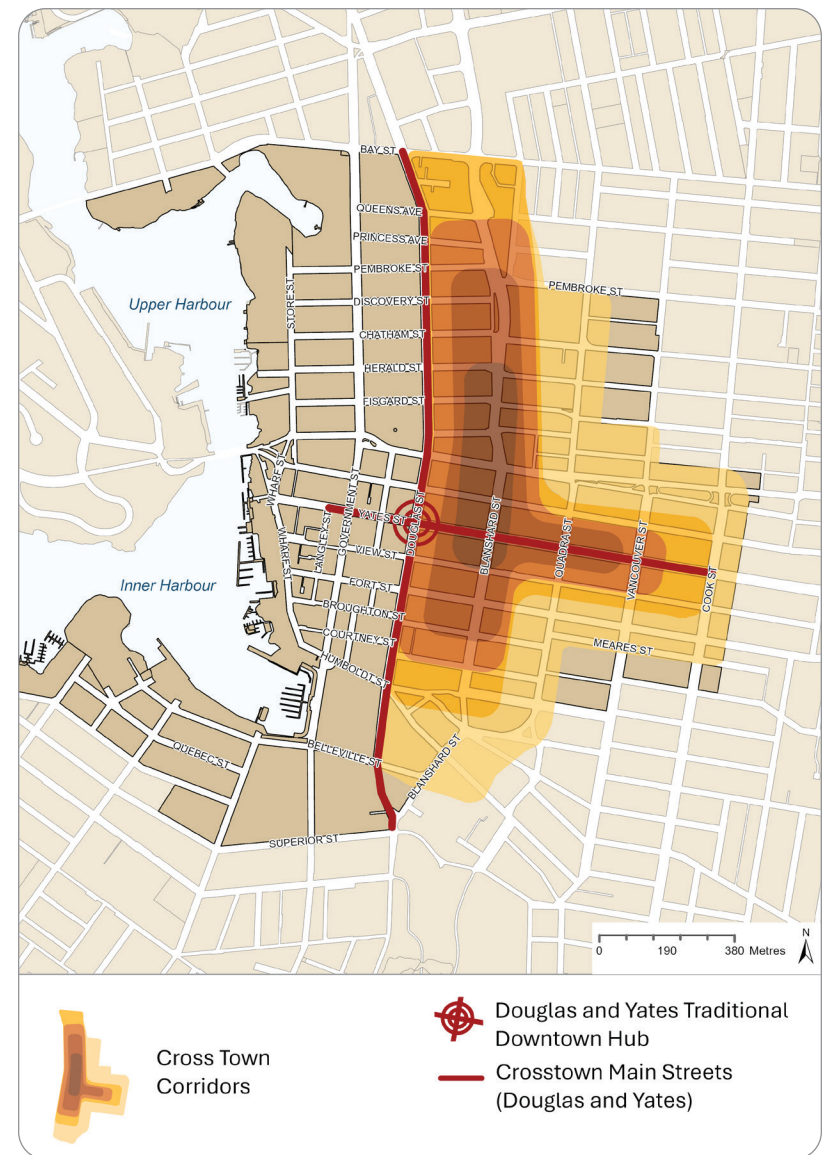 BAY ST
QUEENS AVE
PRINCESS AVE
PEMBROKE ST
PEMBROKE ST
Upper Harbour
STORE ST
DISCOVERY ST
CHATHAM ST
HERALD ST
FISGARD ST
WHARF ST
GOVERNMENT ST
DOUGLAS ST
BLANSHARD ST
YATES ST
LANGLEY ST
QUADRA ST
VANCOUVER ST
COOK ST
WHARF ST
VIEW ST
Inner Harbour
FORT ST
BROUGHTON ST
COURTNEY ST
MEARES ST
HUMBOLDT ST
QUEBEC ST
BELLEVILLE ST
BLANSHARD ST
SUPERIOR ST
N
0 190 380 Metres
Cross Town
Corridors
Douglas and Yates Traditional
Downtown Hub
Crosstown Main Streets
(Douglas and Yates)